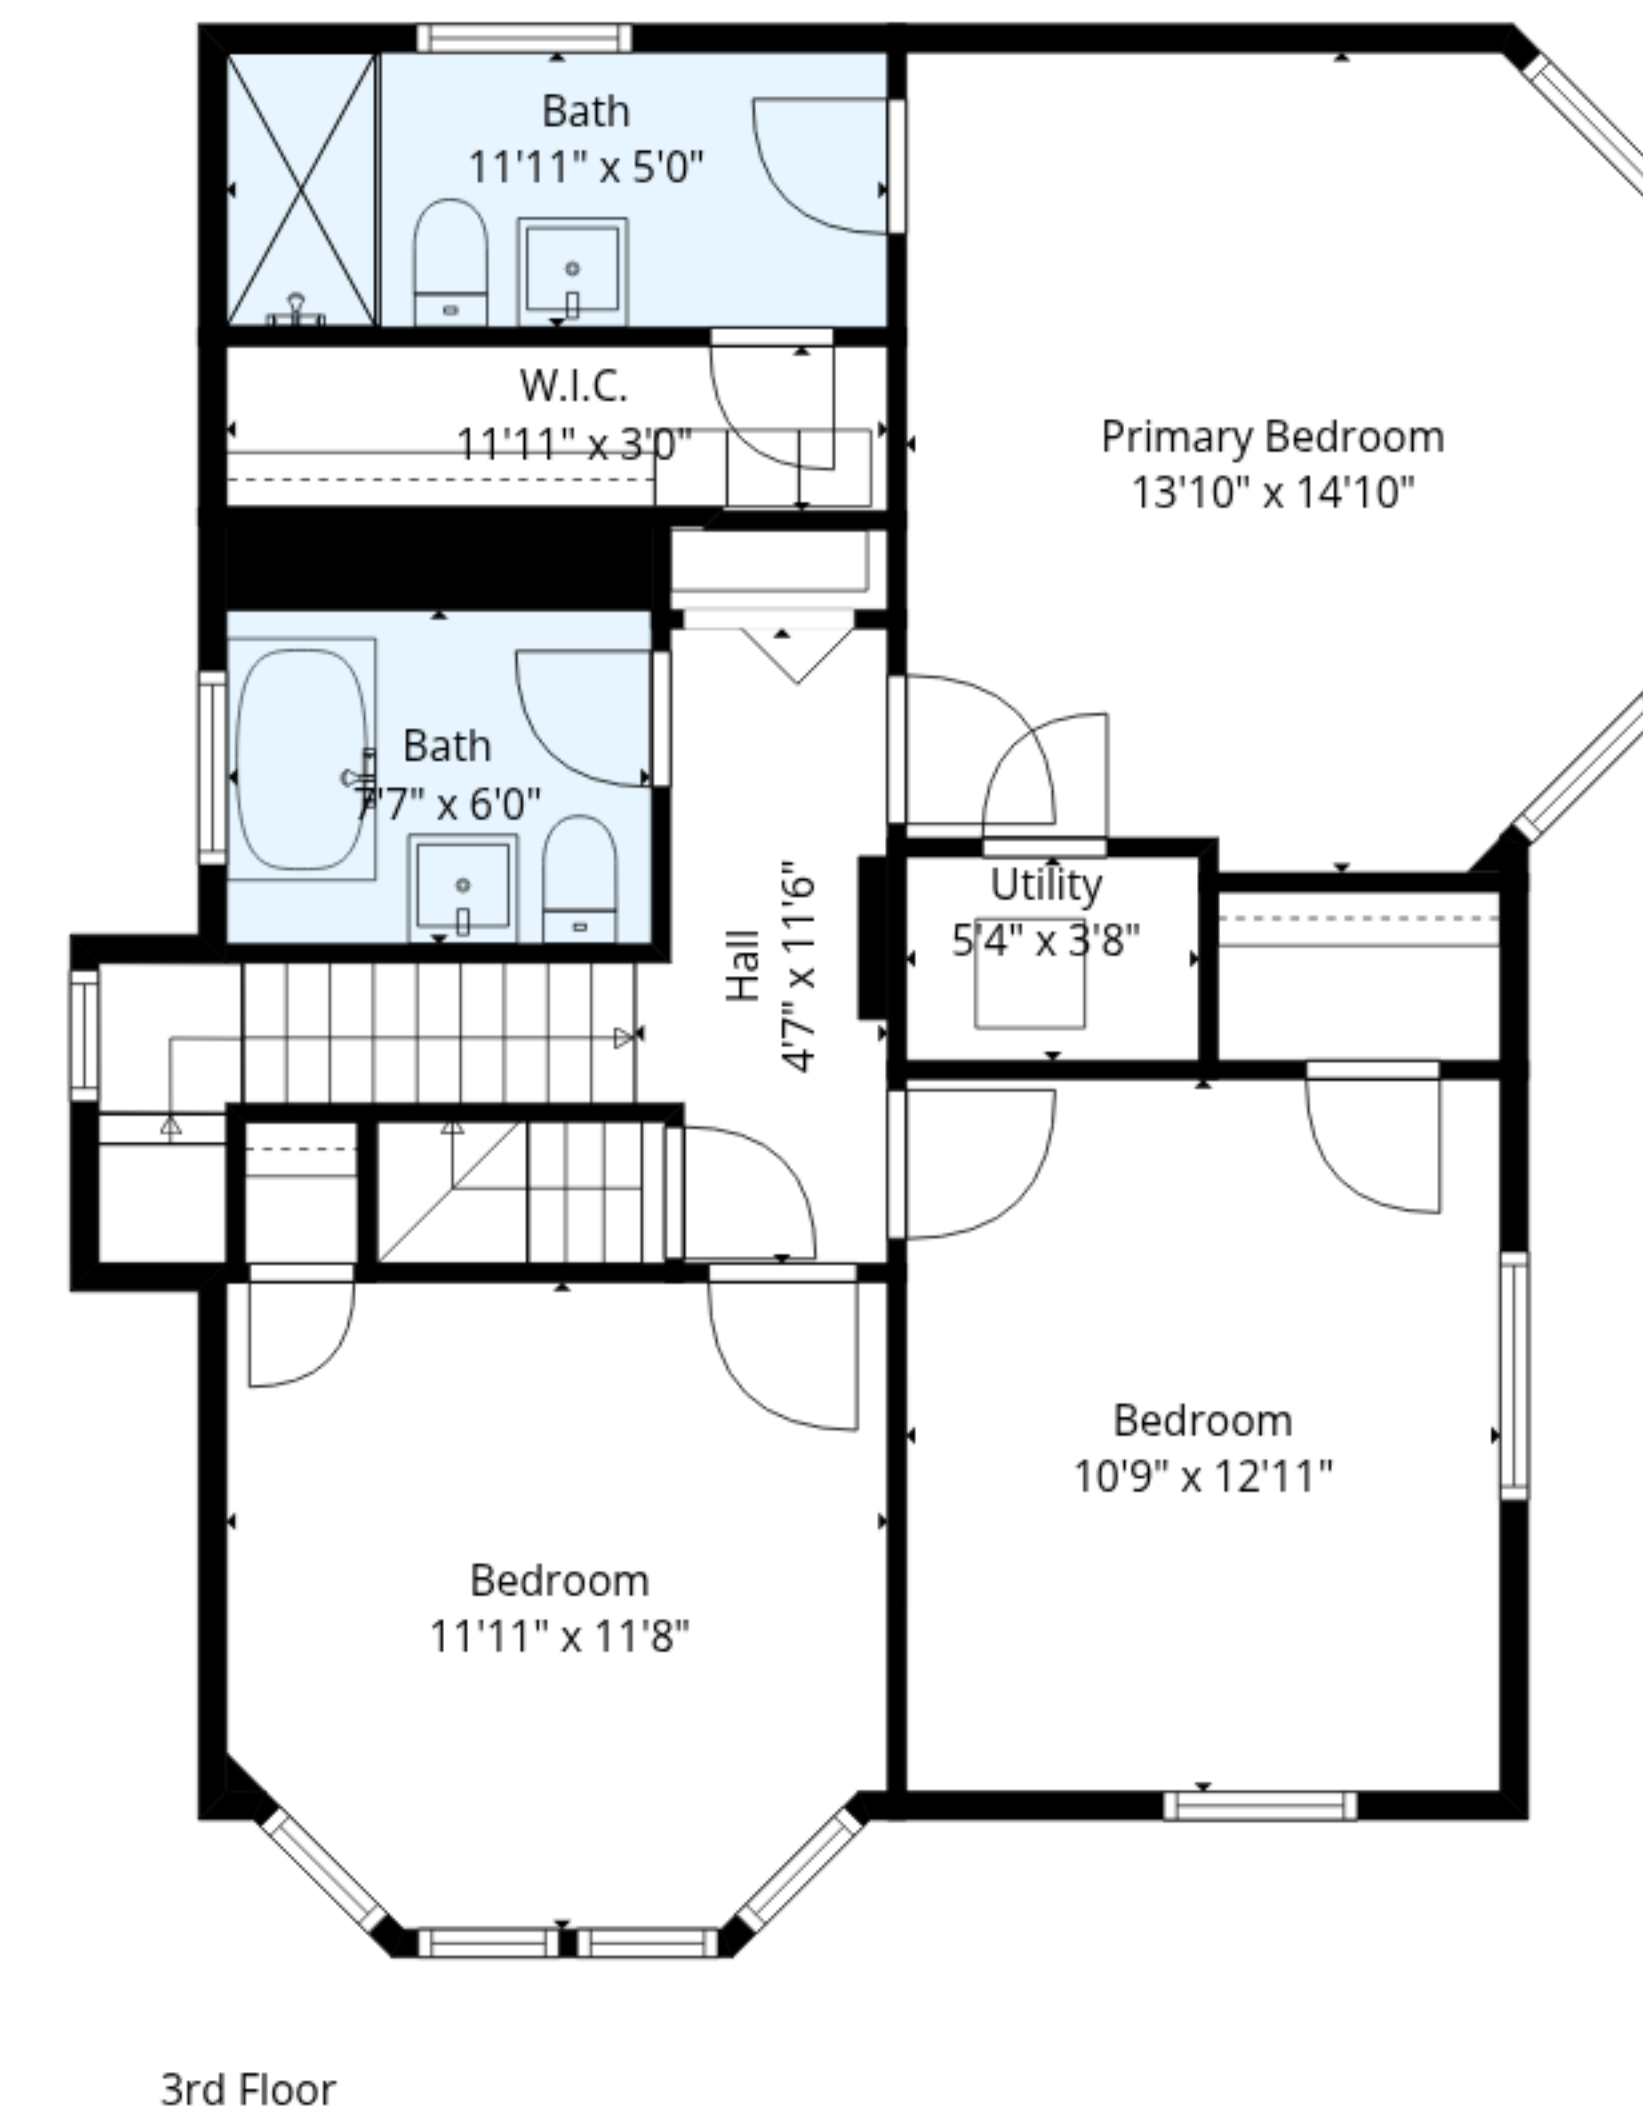 Bath
11'11" x 5'0"
W.I.C.
11'11" x 3'0"
Primary Bedroom
13'10" x 14'10"
Bath
7'7" x 6'0"
Hall
4'7" x 11'6"
Utility
5'4" x 3'8"
Bedroom
10'9" x 12'11"
Bedroom
11'11" x 11'8"
3rd Floor